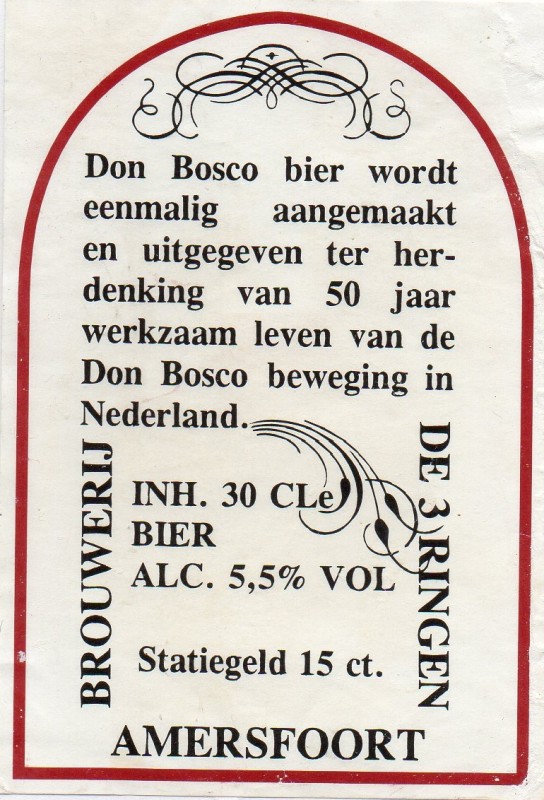 Don Bosco bier wordt
eenmalig aangemaakt
en uitgegeven ter her-
denking van 50 jaar
werkzaam leven van de
Don Bosco beweging in
Nederland.
BROUWERIJ
DE 3 RINGEN
INH. 30 CLe
BIER
ALC. 5,5% VOL
Statiegeld 15 ct.
AMERSFOORT